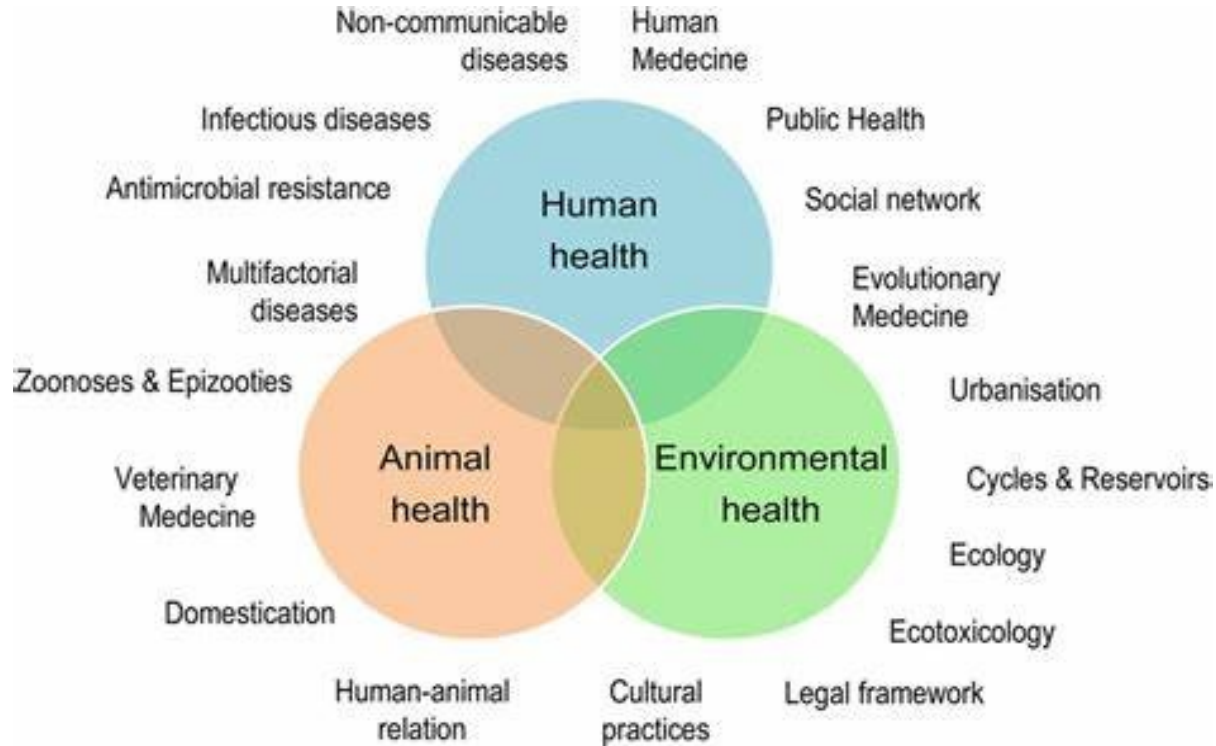 Non-communicable
diseases
Human
Medecine
Infectious diseases
Public Health
Antimicrobial resistance
Social network
Human
health
Multifactorial
diseases
Evolutionary
Medecine
Zoonoses & Epizooties
Urbanisation
Animal
health
Environmental
health
Veterinary
Medecine
Cycles & Reservoirs
Ecology
Domestication
Ecotoxicology
Human-animal
relation
Cultural
practices
Legal framework